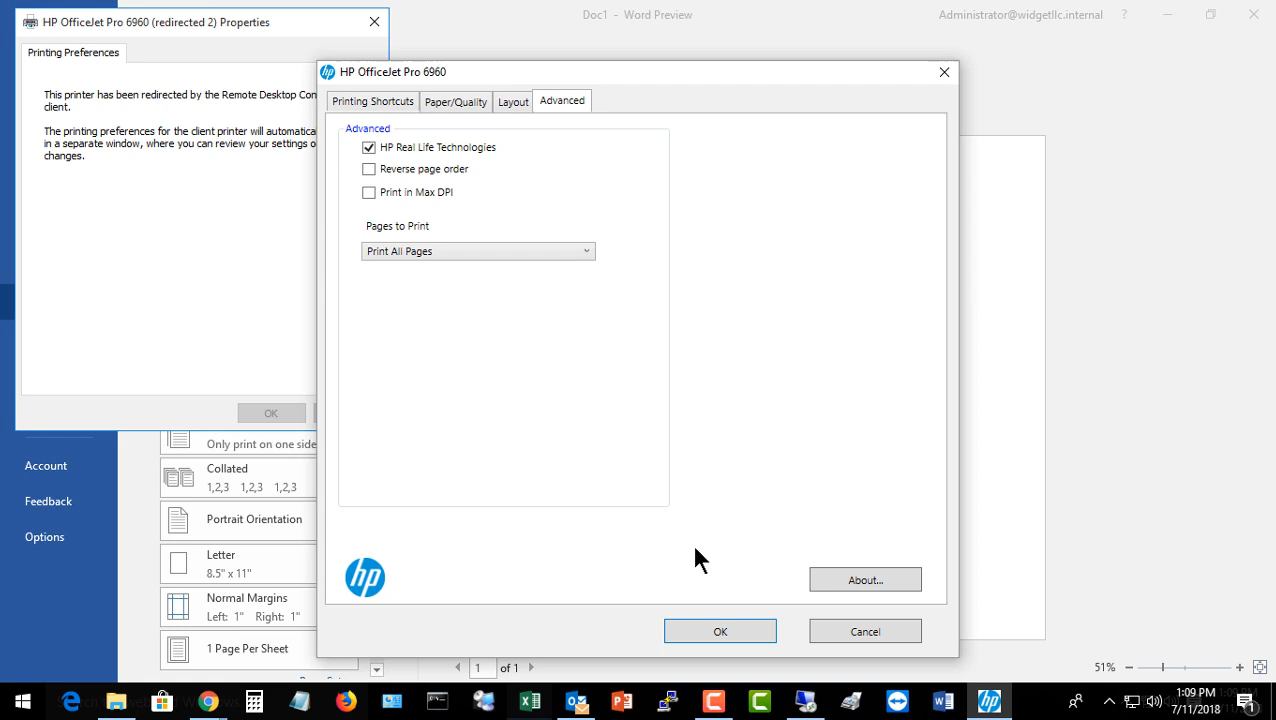 HP OfficeJet Pro 6960 (redirected 2) Properties
Doc1 - Word Preview
Administrator@widgetllc.internal
?
Printing Preferences
This printer has been redirected by the Remote Desktop Con
client.
The printing preferences for the client printer will automatica
in a separate window, where you can review your settings o
changes.
OK
hp
HP OfficeJet Pro 6960
Printing Shortcuts
Paper/Quality
Layout
Advanced
Advanced
HP Real Life Technologies
Reverse page order
Print in Max DPI
Pages to Print
Print All Pages
hp
About...
OK
Cancel
Account
Feedback
Options
Only print on one side
Collated
1,2,3 1,2,3 1,2,3
Portrait Orientation
Letter
8.5" x 11"
Normal Margins
Left: 1" Right: 1"
1 Page Per Sheet
1 of 1
51%
1:09 PM
7/11/2018
1